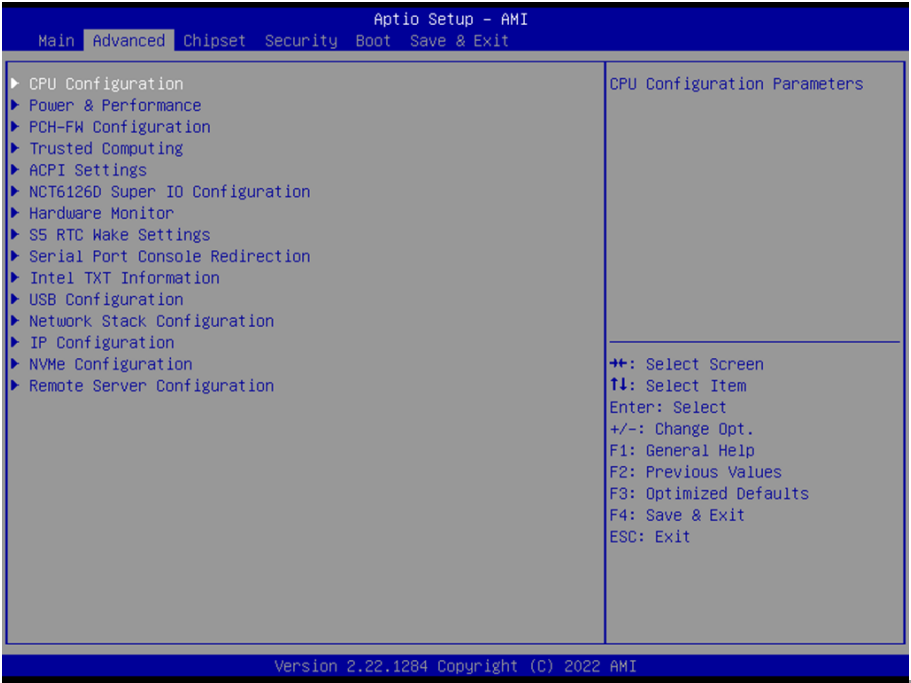 Aptio Setup – AMI
Main Advanced Chipset Security Boot Save & Exit
CPU Configuration
Power & Performance
PCH-FW Configuration
Trusted Computing
ACPI Settings
NCT6126D Super IO Configuration
Hardware Monitor
S5 RTC Wake Settings
Serial Port Console Redirection
Intel TXT Information
USB Configuration
Network Stack Configuration
IP Configuration
NVMe Configuration
Remote Server Configuration
CPU Configuration Parameters
→←: Select Screen
↑↓: Select Item
Enter: Select
+/-: Change Opt.
F1: General Help
F2: Previous Values
F3: Optimized Defaults
F4: Save & Exit
ESC: Exit
Version 2.22.1284 Copyright (C) 2022 AMI